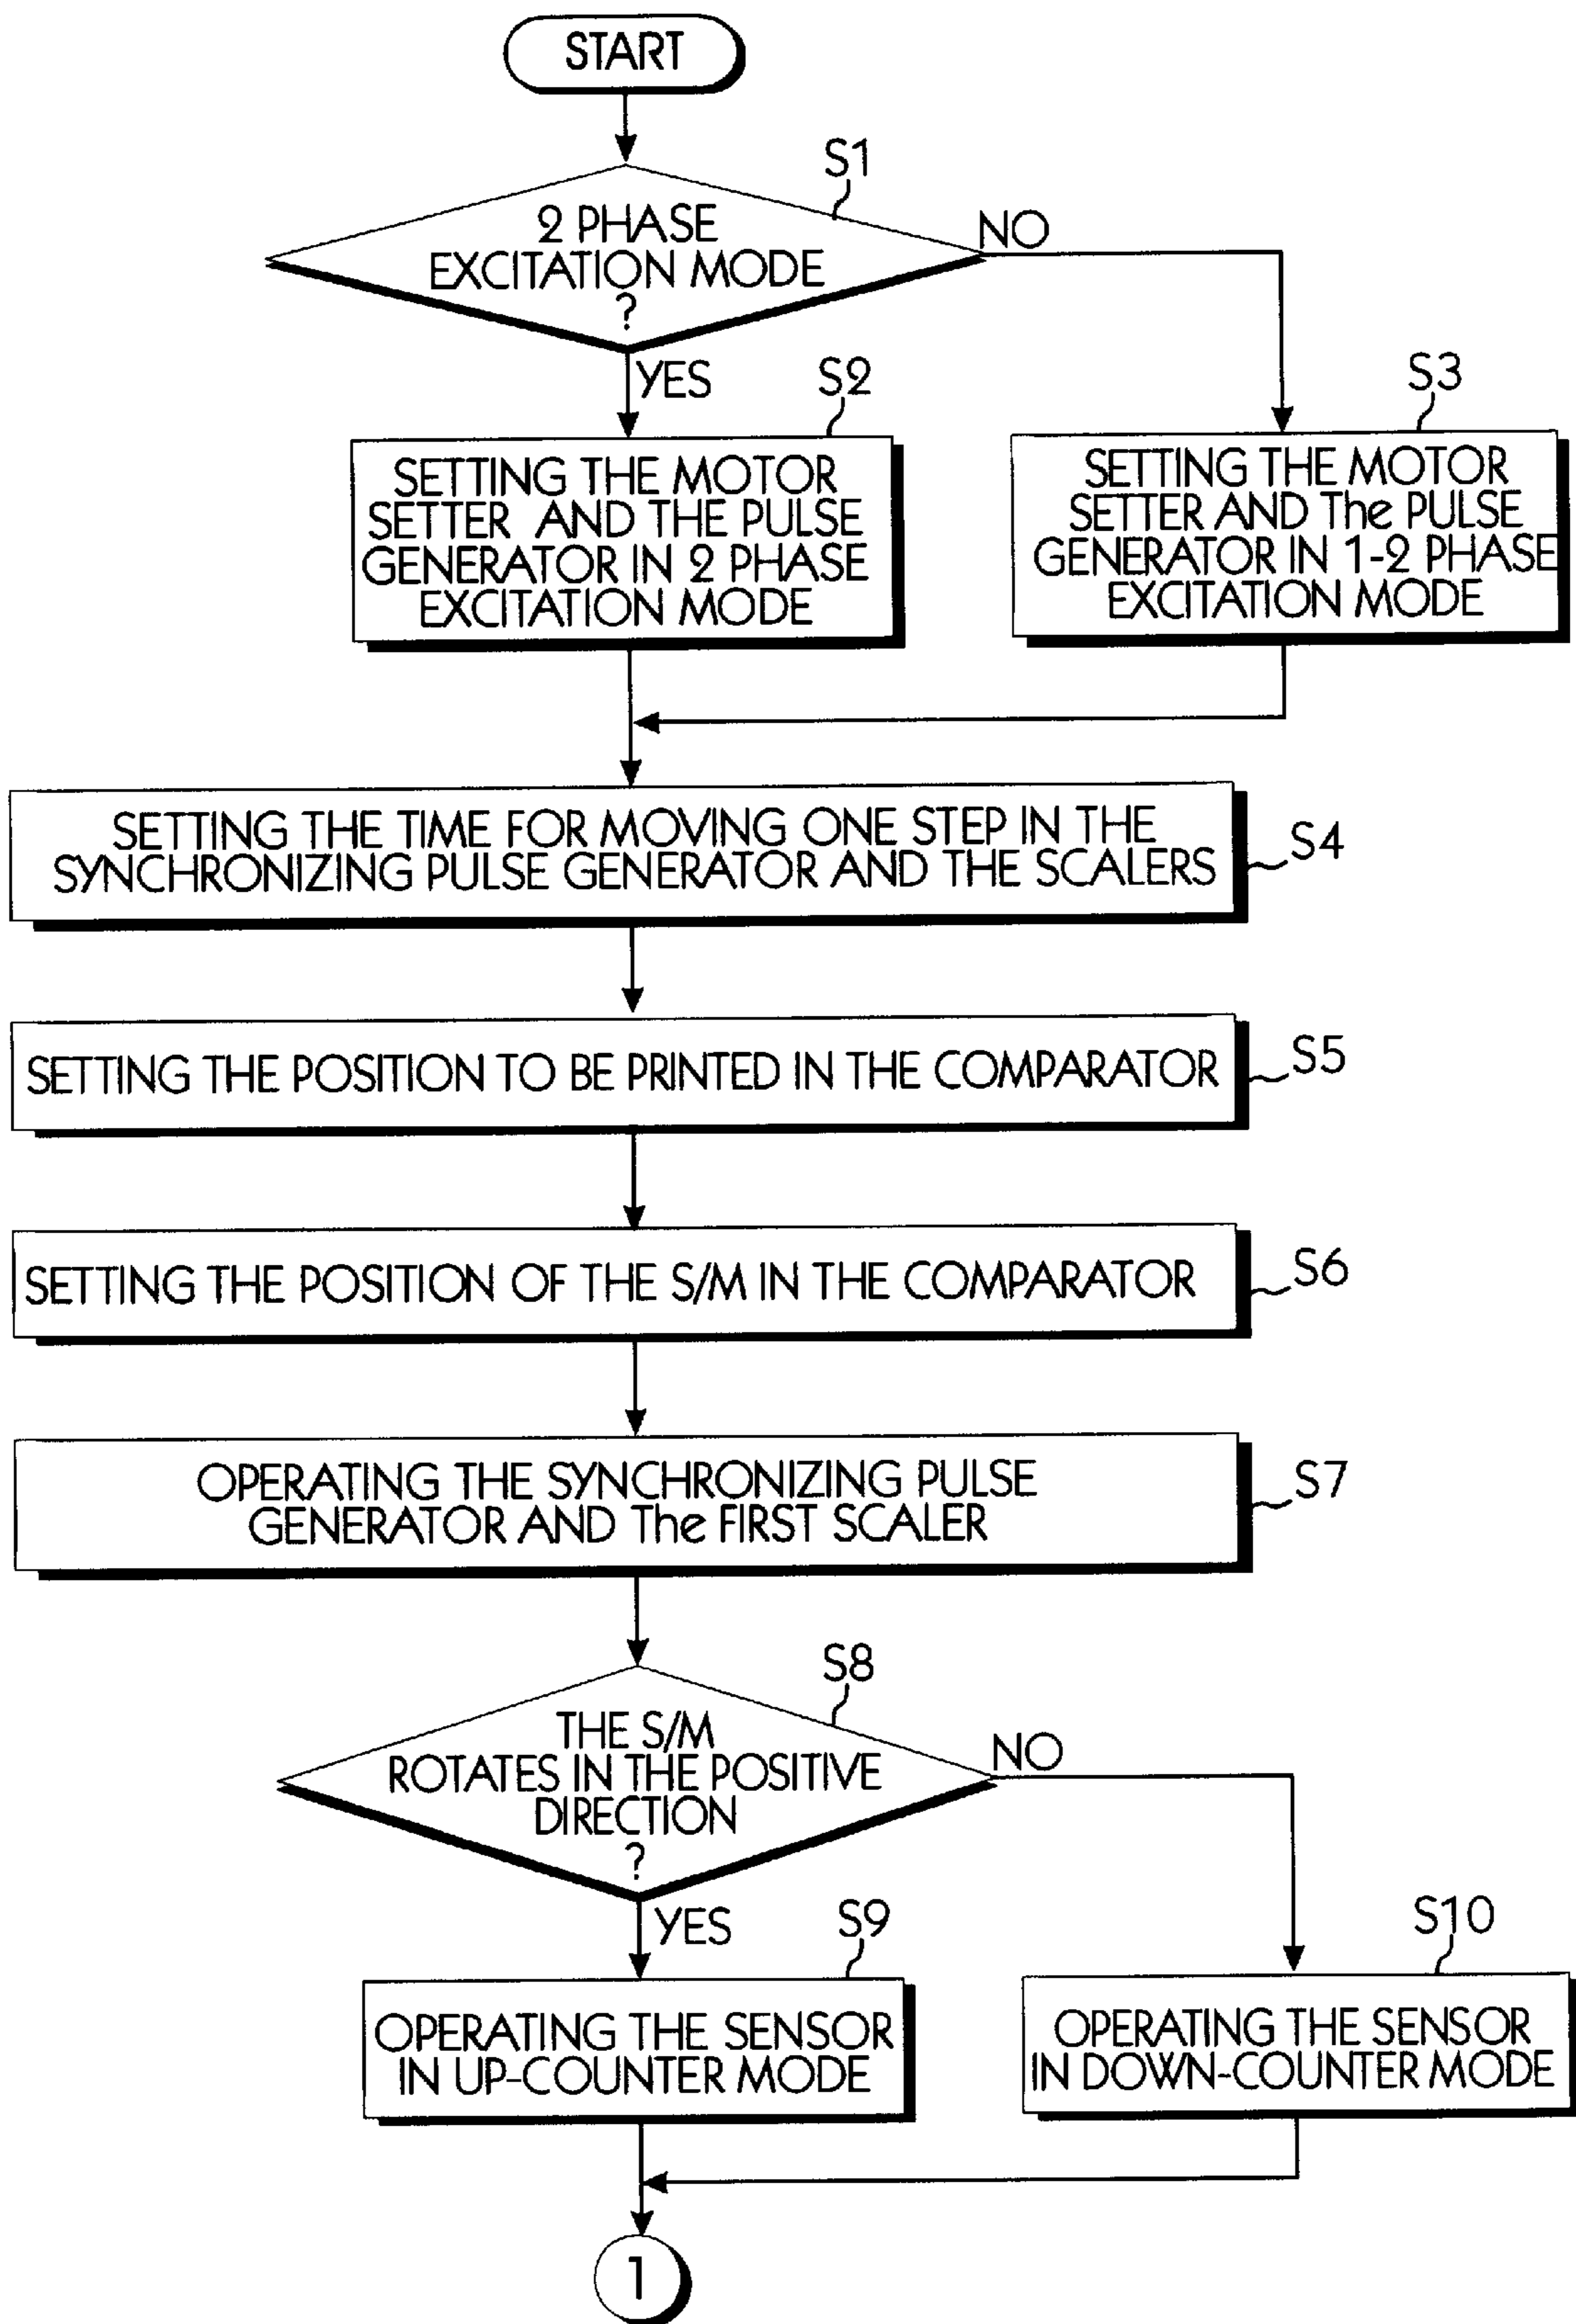 START
S1
2 PHASE
EXCITATION MODE
?
NO
YES
S2
SETTING THE MOTOR
SETTER AND THE PULSE
GENERATOR IN 2 PHASE
EXCITATION MODE
S3
SETTING THE MOTOR
SETTER AND The PULSE
GENERATOR IN 1-2 PHASE
EXCITATION MODE
SETTING THE TIME FOR MOVING ONE STEP IN THE
SYNCHRONIZING PULSE GENERATOR AND THE SCALERS
S4
SETTING THE POSITION TO BE PRINTED IN THE COMPARATOR
S5
SETTING THE POSITION OF THE S/M IN THE COMPARATOR
S6
OPERATING THE SYNCHRONIZING PULSE
GENERATOR AND The FIRST SCALER
S7
S8
THE S/M
ROTATES IN THE POSITIVE
DIRECTION
?
NO
YES
S9
OPERATING THE SENSOR
IN UP-COUNTER MODE
S10
OPERATING THE SENSOR
IN DOWN-COUNTER MODE
1